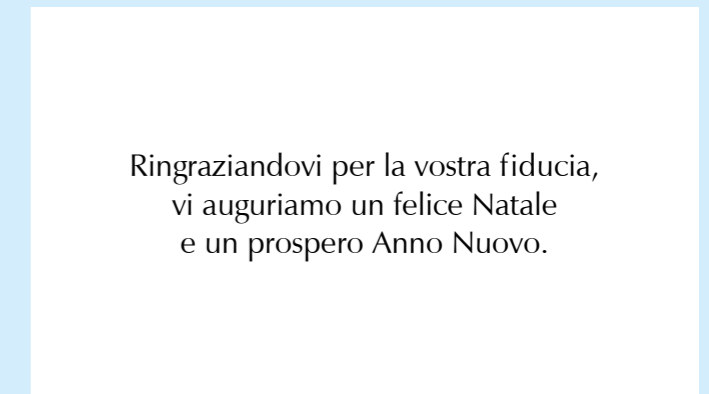 Ringraziandovi per la vostra fiducia,
vi auguriamo un felice Natale
e un prospero Anno Nuovo.